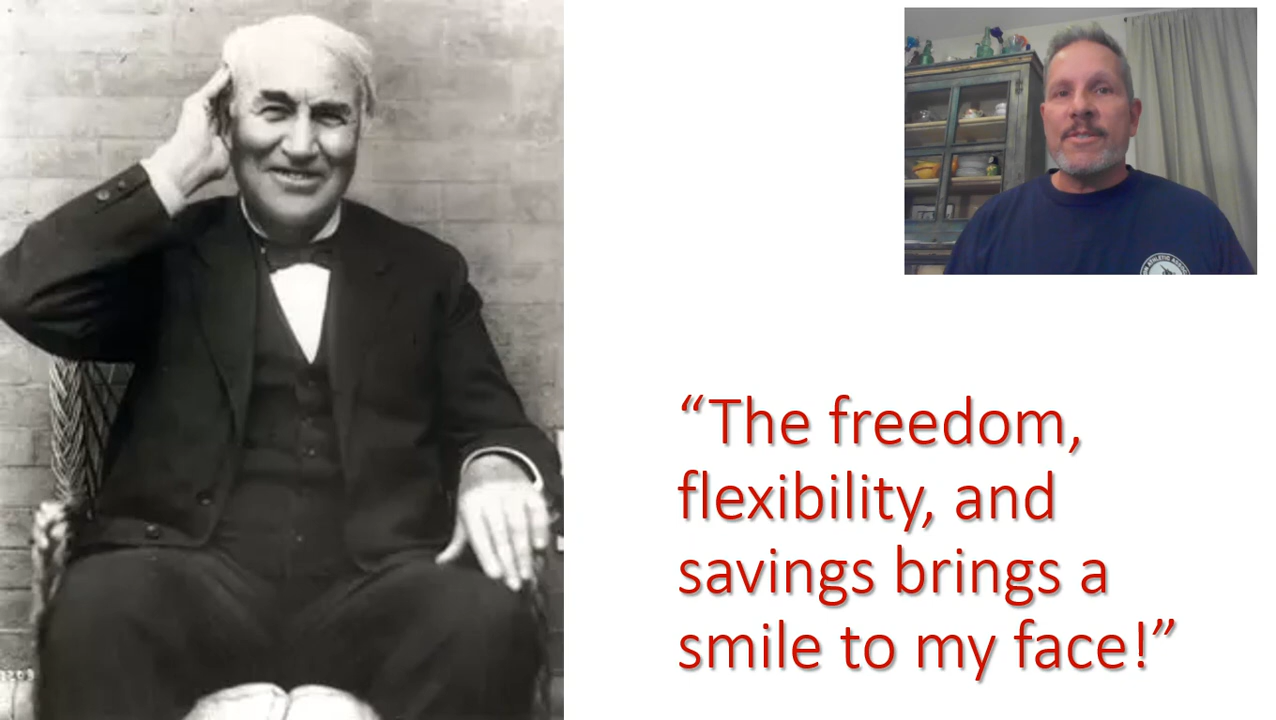 “The freedom,
flexibility, and
savings brings a
smile to my face!”